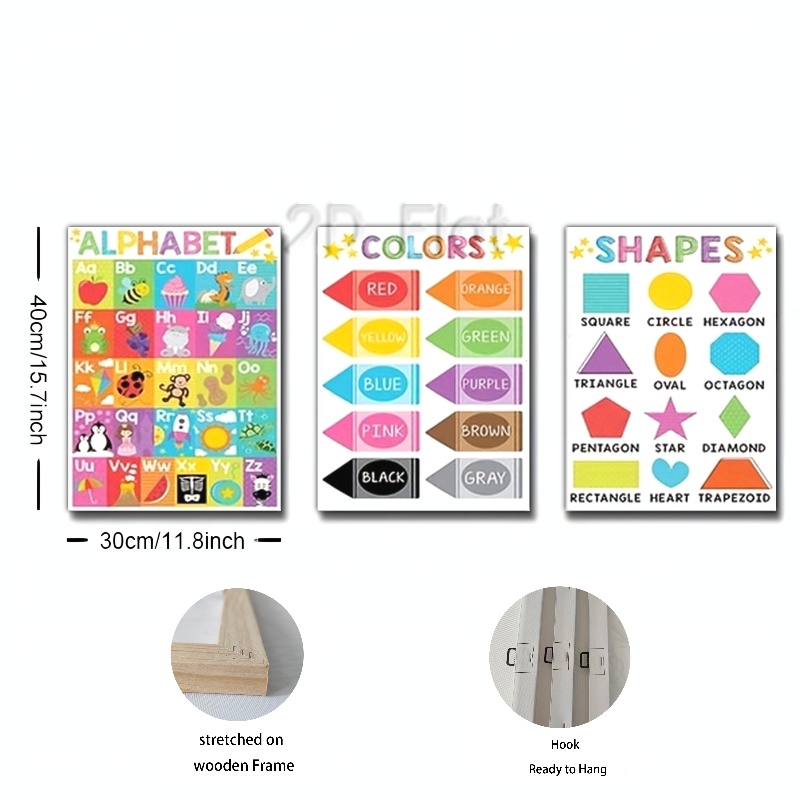 2D Flat
ALPHABET
Aa Bb Cc Dd Ee
Ff Gg Hh Ii Jj
Kk Ll Mm Nn Oo
Pp Qq Rr Ss Tt
Uu Vv Ww Xx Yy Zz
COLORS
RED ORANGE
YELLOW GREEN
BLUE PURPLE
PINK BROWN
BLACK GRAY
SHAPES
SQUARE CIRCLE HEXAGON
TRIANGLE OVAL OCTAGON
PENTAGON STAR DIAMOND
RECTANGLE HEART TRAPEZOID
40cm/15.7inch
30cm/11.8inch
stretched on
wooden Frame
Hook
Ready to Hang